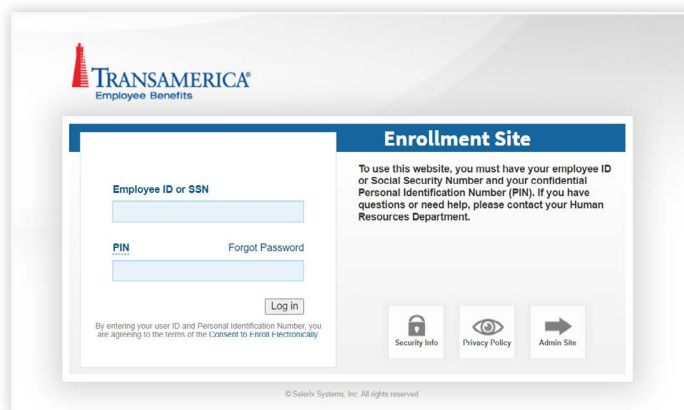 TRANSAMERICA®
Employee Benefits
Enrollment Site
Employee ID or SSN
PIN
Forgot Password
Log in
By entering your user ID and Personal Identification Number, you
are agreeing to the terms of the Consent to Enroll Electronically
To use this website, you must have your employee ID
or Social Security Number and your confidential
Personal Identification Number (PIN). If you have
questions or need help, please contact your Human
Resources Department.
Security Info
Privacy Policy
Admin Site
© Selerix Systems, Inc. All rights reserved.